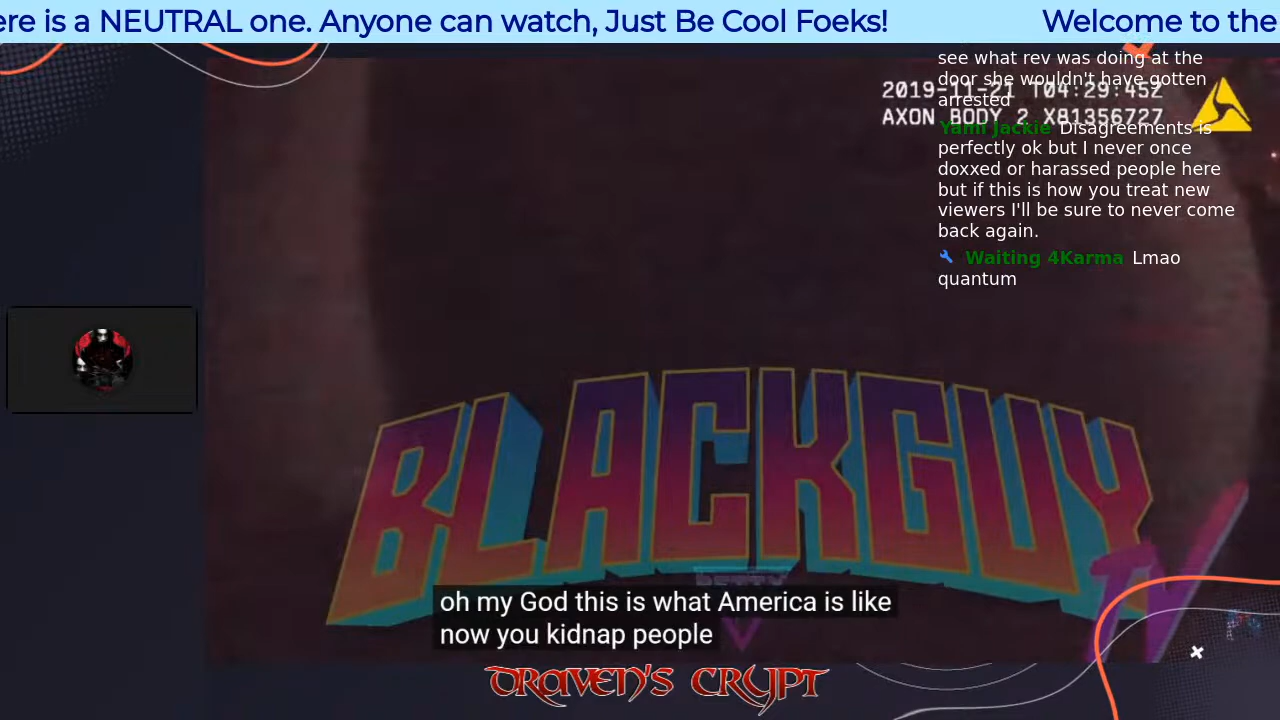 ere is a NEUTRAL one. Anyone can watch, Just Be Cool Foeks! Welcome to the
see what rev was doing at the
door she wouldn't have gotten
arrested
2019-11-21 T04:29:45Z
AXON BODY 2 X81356727
Yami Jackie Disagreements is
perfectly ok but I never once
doxxed or harassed people here
but if this is how you treat new
viewers I'll be sure to never come
back again.
Waiting 4Karma Lmao
quantum
BLACKGUY
TV
oh my God this is what America is like
now you kidnap people
DRAVEN'S CRYPT